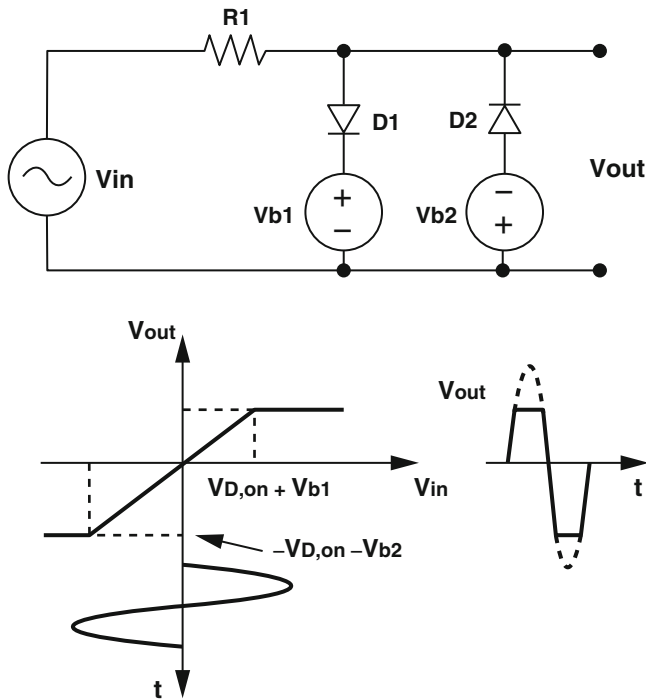 R1
D1
D2
Vin
Vb1
+
−
Vb2
−
+
Vout
Vout
Vout
VD,on + Vb1
Vin
t
−VD,on −Vb2
t